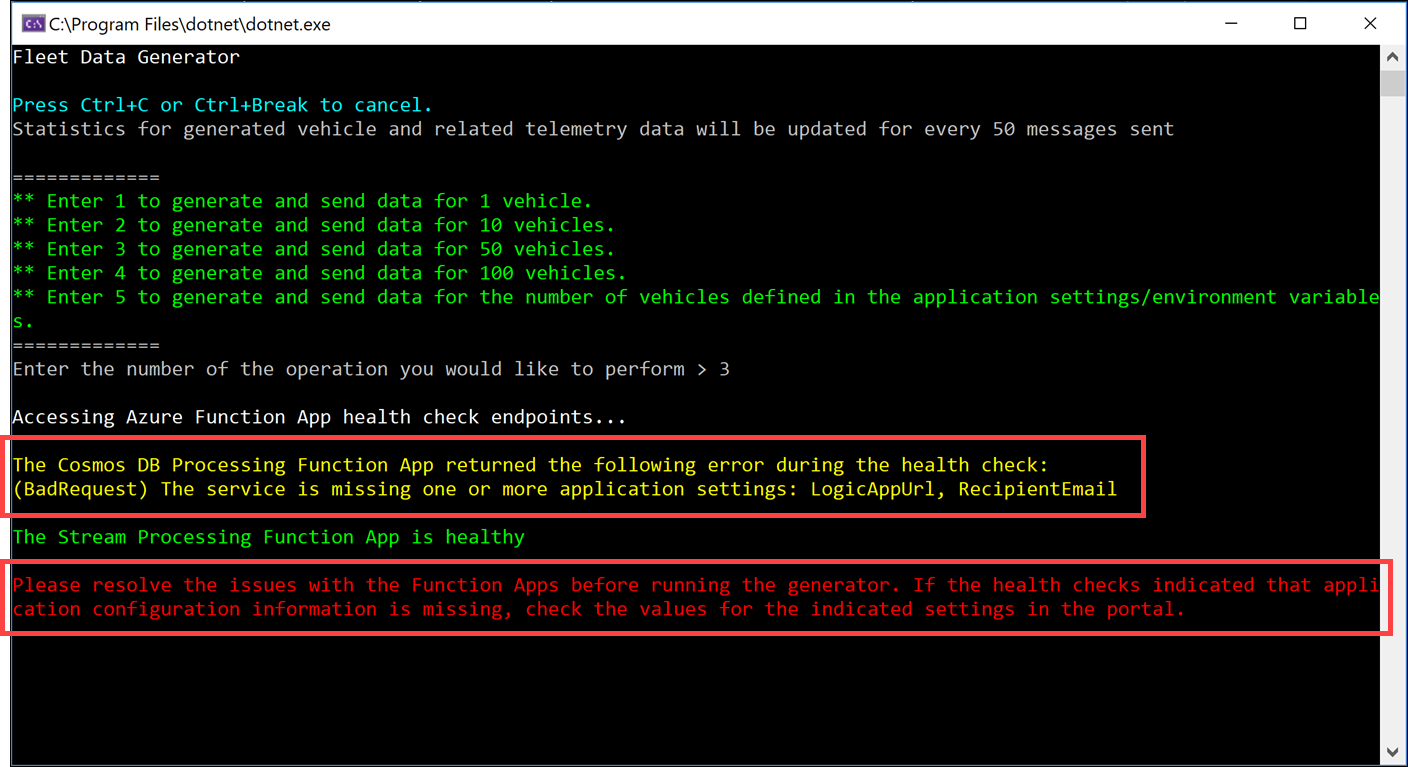 C:\Program Files\dotnet\dotnet.exe
Fleet Data Generator
Press Ctrl+C or Ctrl+Break to cancel.
Statistics for generated vehicle and related telemetry data will be updated for every 50 messages sent
=============
** Enter 1 to generate and send data for 1 vehicle.
** Enter 2 to generate and send data for 10 vehicles.
** Enter 3 to generate and send data for 50 vehicles.
** Enter 4 to generate and send data for 100 vehicles.
** Enter 5 to generate and send data for the number of vehicles defined in the application settings/environment variable
s.
=============
Enter the number of the operation you would like to perform > 3
Accessing Azure Function App health check endpoints...
The Cosmos DB Processing Function App returned the following error during the health check:
(BadRequest) The service is missing one or more application settings: LogicAppUrl, RecipientEmail
The Stream Processing Function App is healthy
Please resolve the issues with the Function Apps before running the generator. If the health checks indicated that appli
cation configuration information is missing, check the values for the indicated settings in the portal.